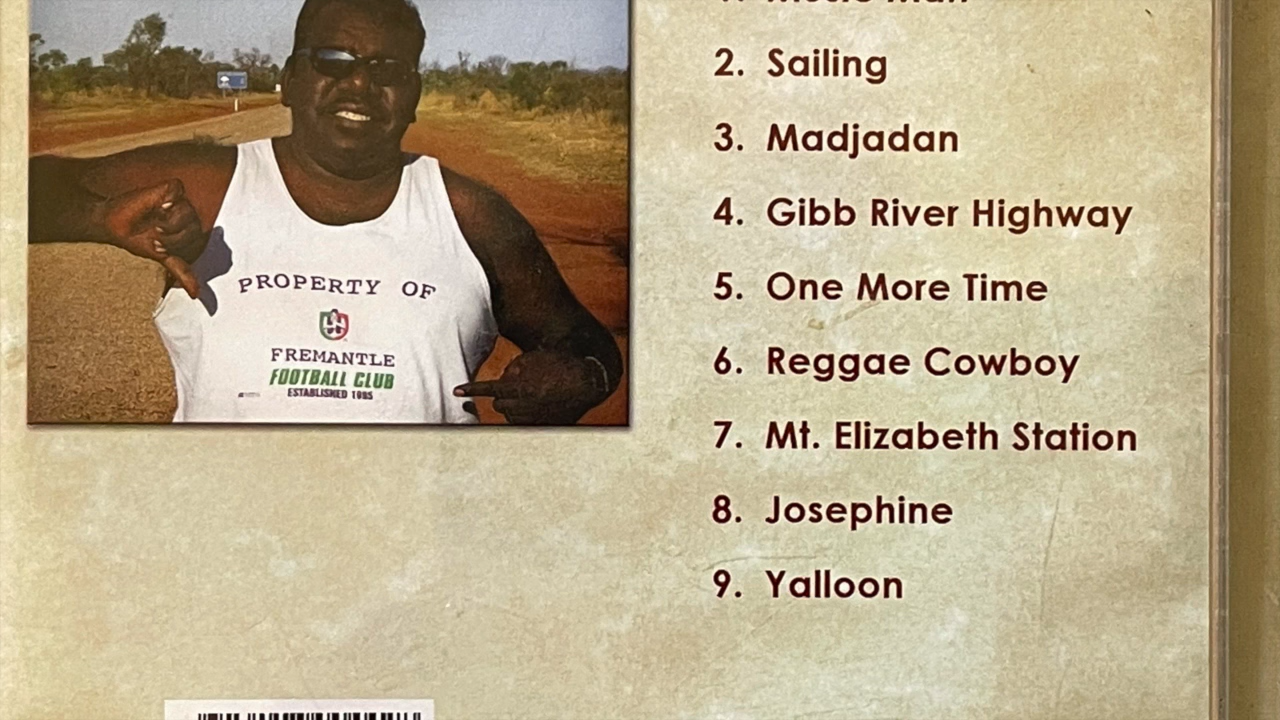 PROPERTY OF
FREMANTLE
FOOTBALL CLUB
ESTABLISHED 1995
2. Sailing
3. Madjadan
4. Gibb River Highway
5. One More Time
6. Reggae Cowboy
7. Mt. Elizabeth Station
8. Josephine
9. Yalloon